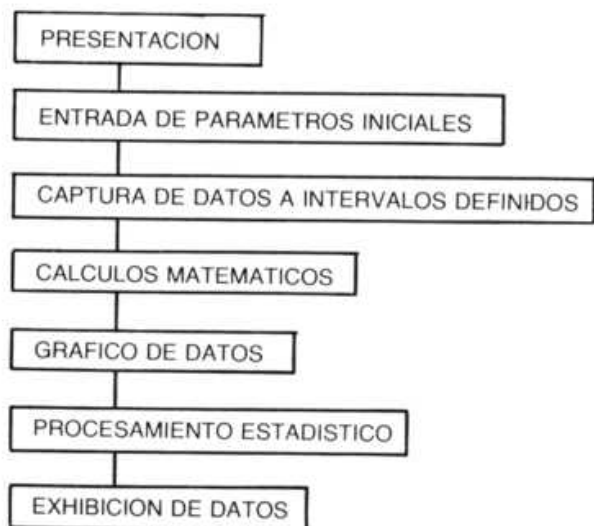 PRESENTACION
ENTRADA DE PARAMETROS INICIALES
CAPTURA DE DATOS A INTERVALOS DEFINIDOS
CALCULOS MATEMATICOS
GRAFICO DE DATOS
PROCESAMIENTO ESTADISTICO
EXHIBICION DE DATOS